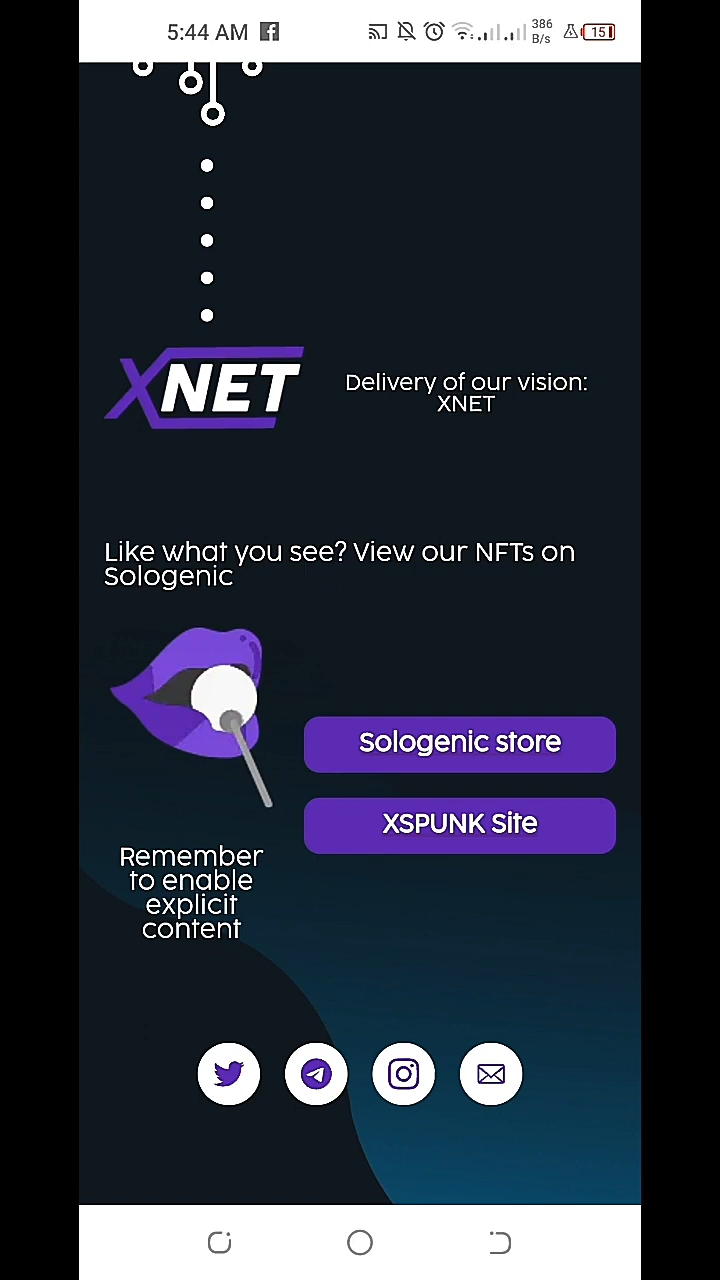 5:44 AM
386
B/s
15
XNET
Delivery of our vision:
XNET
Like what you see? View our NFTs on
Sologenic
Sologenic store
XSPUNK Site
Remember
to enable
explicit
content